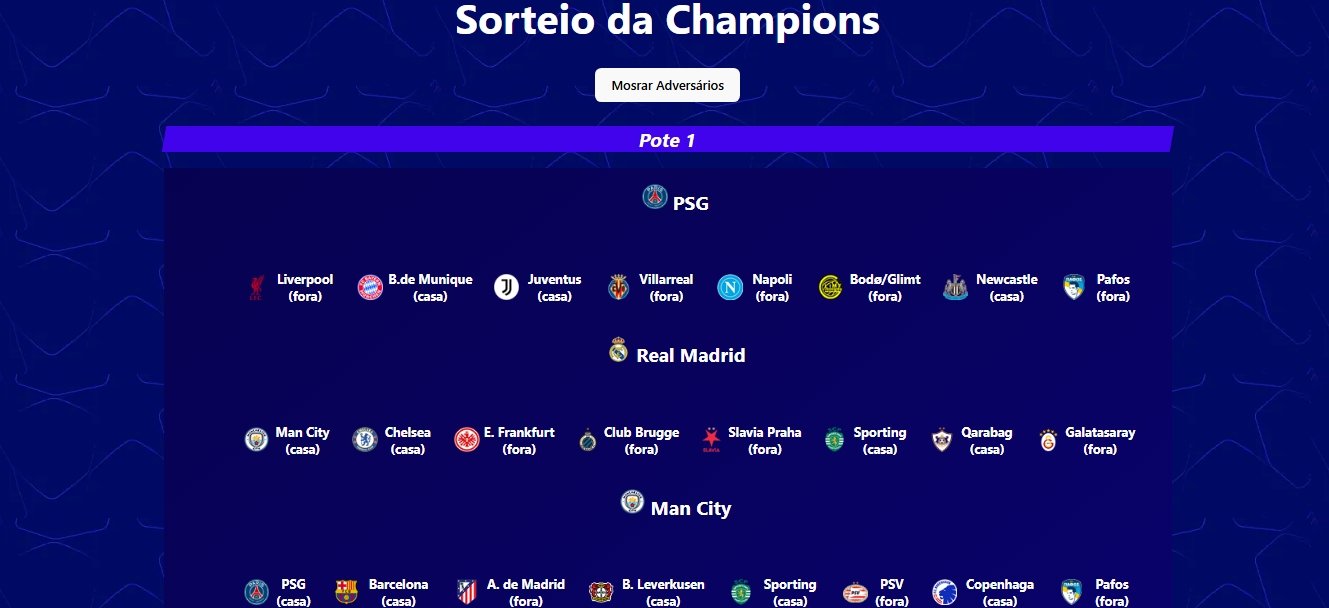 Sorteio da Champions
Mosrar Adversários
Pote 1
PSG
Liverpool B.de Munique Juventus Villarreal Napoli Bodø/Glimt Newcastle Pafos
(fora) (casa) (casa) (fora) (fora) (fora) (casa) (fora)
Real Madrid
Man City Chelsea E. Frankfurt Club Brugge Slavia Praha Sporting Qarabag Galatasaray
(casa) (casa) (fora) (fora) (fora) (casa) (casa) (fora)
Man City
PSG Barcelona A. de Madrid B. Leverkusen Sporting PSV Copenhaga Pafos
(casa) (casa) (fora) (casa) (casa) (fora) (casa) (fora)